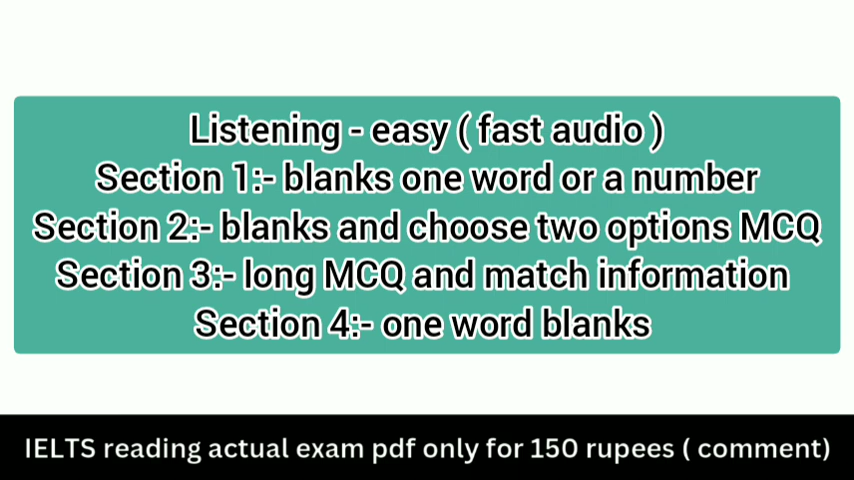 Listening - easy ( fast audio )
Section 1:- blanks one word or a number
Section 2:- blanks and choose two options MCQ
Section 3:- long MCQ and match information
Section 4:- one word blanks
IELTS reading actual exam pdf only for 150 rupees ( comment)